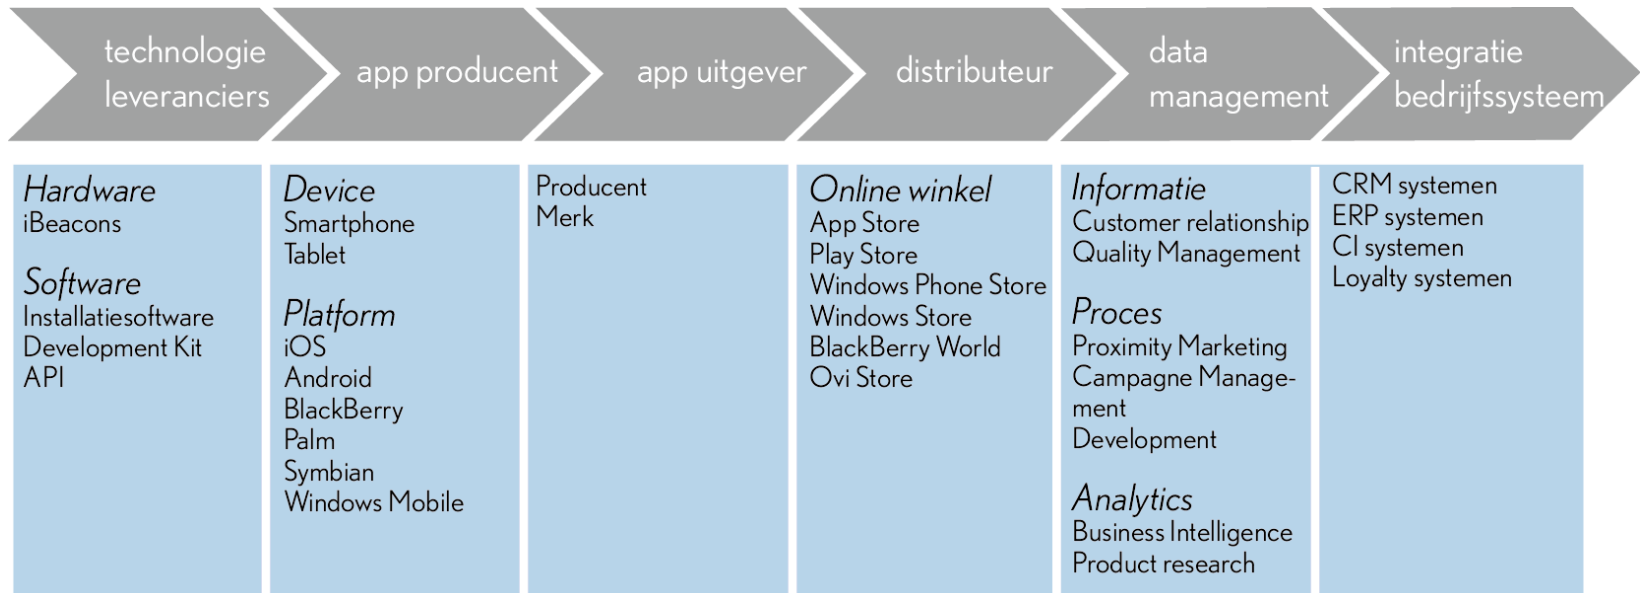 technologie
leveranciers
app producent
app uitgever
distributeur
data
management
integratie
bedrijfssysteem
Hardware
iBeacons
Software
Installatiesoftware
Development Kit
API
Device
Smartphone
Tablet
Platform
iOS
Android
BlackBerry
Palm
Symbian
Windows Mobile
Producent
Merk
Online winkel
App Store
Play Store
Windows Phone Store
Windows Store
BlackBerry World
Ovi Store
Informatie
Customer relationship
Quality Management
Proces
Proximity Marketing
Campagne Manage-
ment
Development
Analytics
Business Intelligence
Product research
CRM systemen
ERP systemen
CI systemen
Loyalty systemen